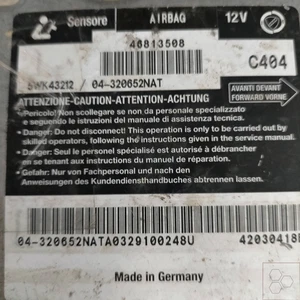 Sensore AIRBAG 12V
46813508
5WK43212 / 04-320652NAT
C404
AVANTI DEVANT
FORWARD VORNE
ATTENZIONE-CAUTION-ATTENTION-ACHTUNG
• Pericolo! Non scollegare se non da personale specializzato
e seguendo le istruzioni del manuale di assistenza tecnica.
• Danger: Do not disconnect! This operation is only to be carried out by
skilled operators, following the instructions given in the service manual.
• Danger: Seul le personnel spécialisé est autorisé à débrancher
en se tenant aux instructions du manuel de réparation.
• Gefahr: Nur von Fachpersonal und nach den
Anweisungen des Kundendiensthandbuches abtrennen lassen.
04-320652NATA0329100248U
42030418
Made in Germany